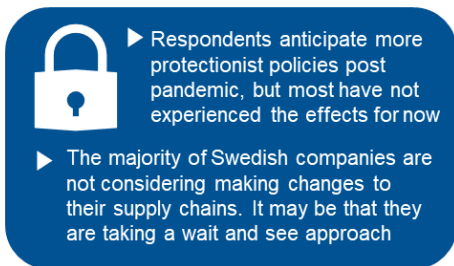 Respondents anticipate more
protectionist policies post
pandemic, but most have not
experienced the effects for now
The majority of Swedish companies are
not considering making changes to
their supply chains. It may be that they
are taking a wait and see approach